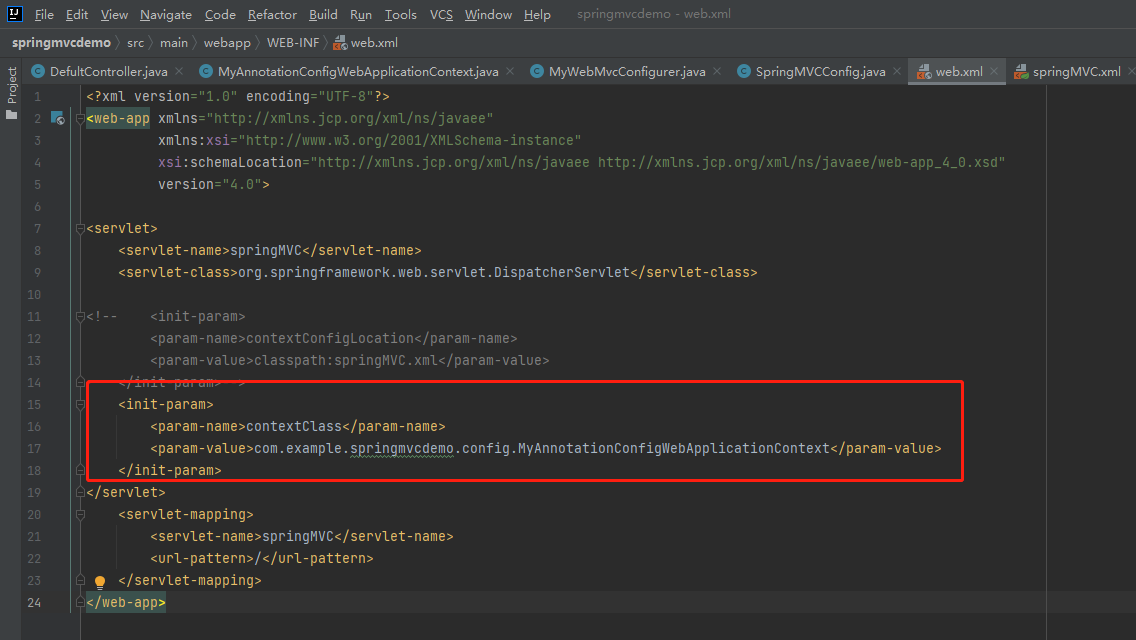 File Edit View Navigate Code Refactor Build Run Tools VCS Window Help springmvcdemo - web.xml
springmvcdemo src main webapp WEB-INF web.xml
Project
DefultController.java MyAnnotationConfigWebApplicationContext.java MyWebMvcConfigurer.java SpringMVCConfig.java web.xml springMVC.xml
1 <?xml version="1.0" encoding="UTF-8"?>
2 <web-app xmlns="http://xmlns.jcp.org/xml/ns/javaee"
3 xmlns:xsi="http://www.w3.org/2001/XMLSchema-instance"
4 xsi:schemaLocation="http://xmlns.jcp.org/xml/ns/javaee http://xmlns.jcp.org/xml/ns/javaee/web-app_4_0.xsd"
5 version="4.0">
6
7 <servlet>
8 <servlet-name>springMVC</servlet-name>
9 <servlet-class>org.springframework.web.servlet.DispatcherServlet</servlet-class>
10
11 <!-- <init-param>
12 <param-name>contextConfigLocation</param-name>
13 <param-value>classpath:springMVC.xml</param-value>
14 </init-param>-->
15 <init-param>
16 <param-name>contextClass</param-name>
17 <param-value>com.example.springmvcdemo.config.MyAnnotationConfigWebApplicationContext</param-value>
18 </init-param>
19 </servlet>
20 <servlet-mapping>
21 <servlet-name>springMVC</servlet-name>
22 <url-pattern>/</url-pattern>
23 </servlet-mapping>
24 </web-app>